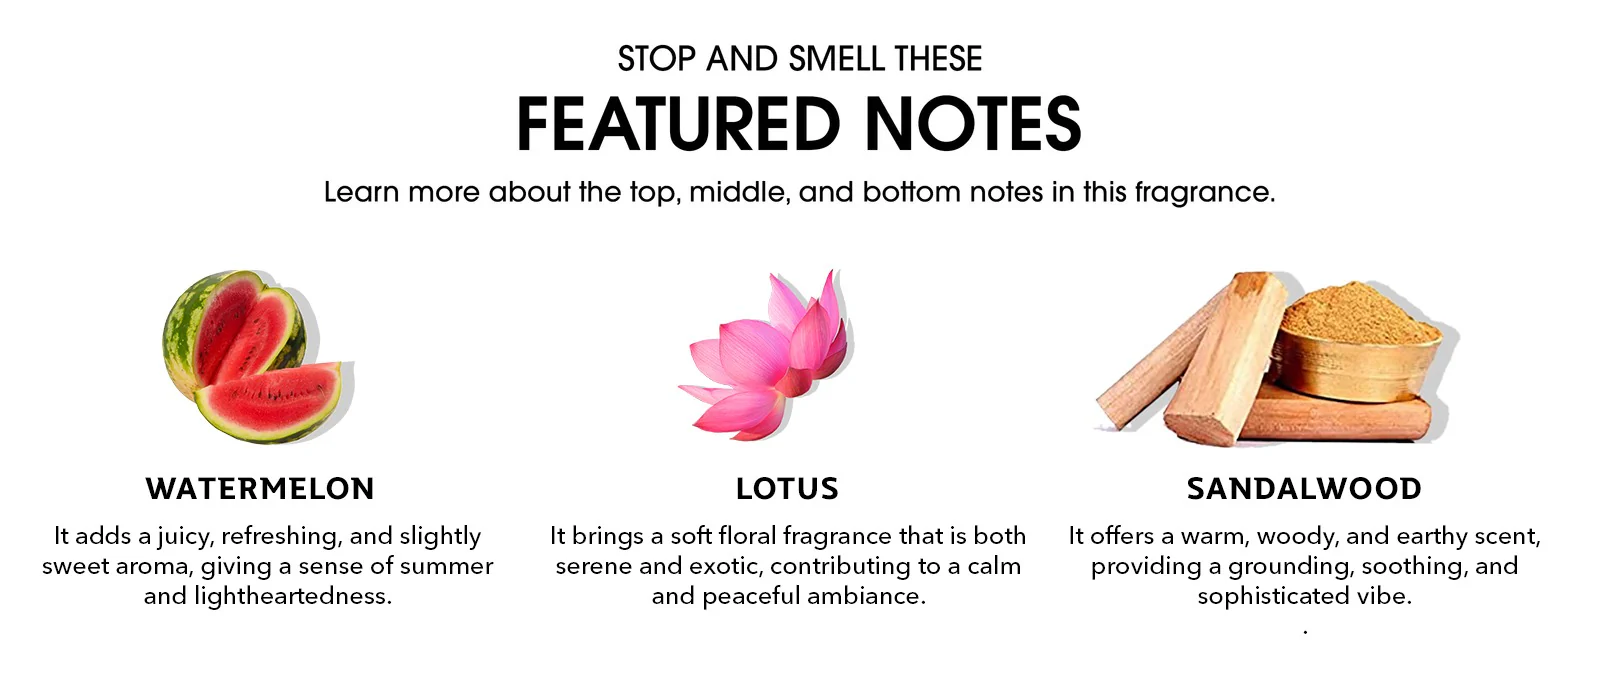 STOP AND SMELL THESE
FEATURED NOTES
Learn more about the top, middle, and bottom notes in this fragrance.
WATERMELON
It adds a juicy, refreshing, and slightly
sweet aroma, giving a sense of summer
and lightheartedness.
LOTUS
It brings a soft floral fragrance that is both
serene and exotic, contributing to a calm
and peaceful ambiance.
SANDALWOOD
It offers a warm, woody, and earthy scent,
providing a grounding, soothing, and
sophisticated vibe.
.